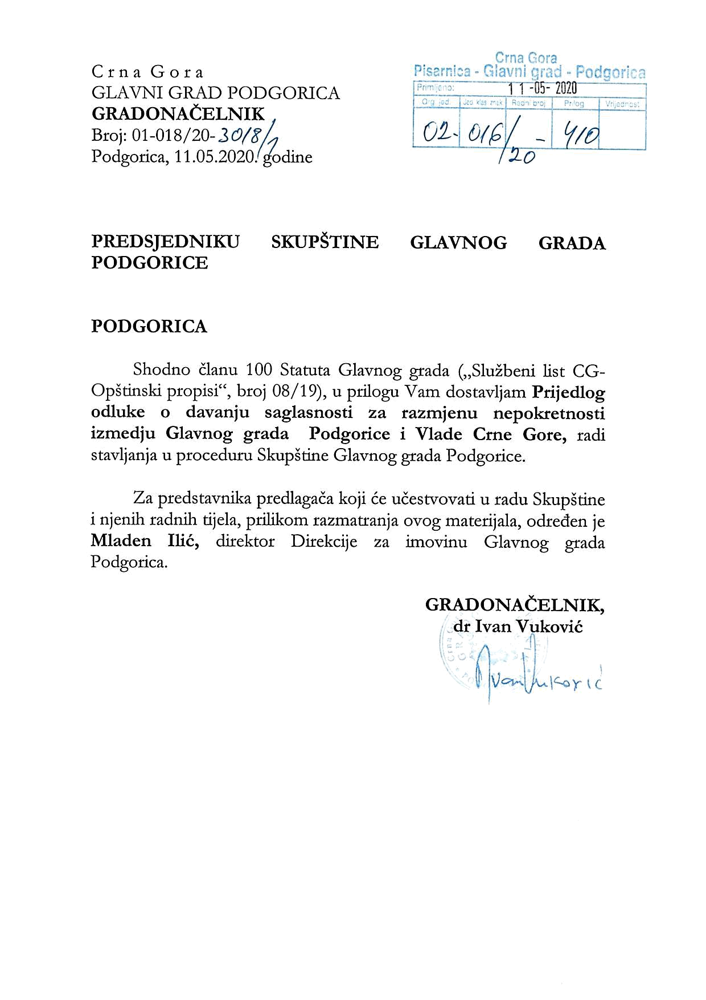 Crna Gora
GLAVNI GRAD PODGORICA
GRADONAČELNIK
Broj: 01-018/20-3018/1
Podgorica, 11.05.2020. godine
Crna Gora
Pisarnica - Glavni grad - Podgorica
Primljeno: 11-05-2020
Org. jed. Jed. klas. znak Redni broj Prilog Vrijednost
02- 016/20 - 410
PREDSJEDNIKU SKUPŠTINE GLAVNOG GRADA
PODGORICE
PODGORICA
Shodno članu 100 Statuta Glavnog grada („Službeni list CG-
Opštinski propisi“, broj 08/19), u prilogu Vam dostavljam Prijedlog
odluke o davanju saglasnosti za razmjenu nepokretnosti
izmedju Glavnog grada Podgorice i Vlade Crne Gore, radi
stavljanja u proceduru Skupštine Glavnog grada Podgorice.
Za predstavnika predlagača koji će učestvovati u radu Skupštine
i njenih radnih tijela, prilikom razmatranja ovog materijala, određen je
Mladen Ilić, direktor Direkcije za imovinu Glavnog grada
Podgorica.
GRADONAČELNIK,
dr Ivan Vuković
Ivan Vuković